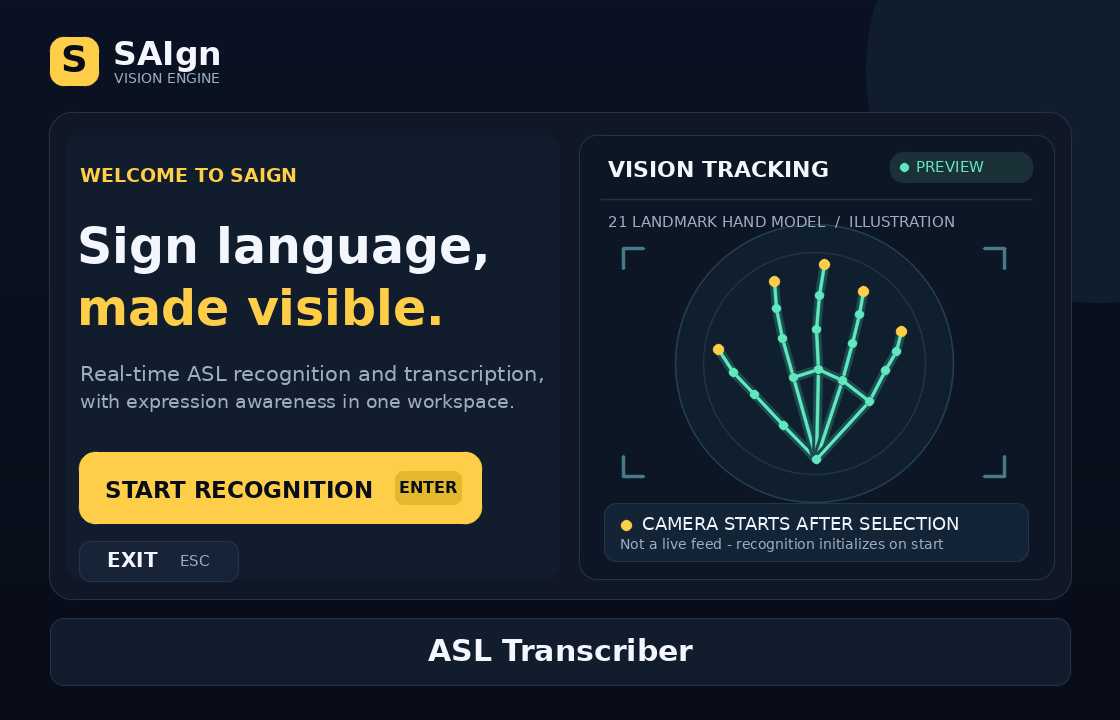 S
SAIgn
VISION ENGINE
WELCOME TO SAIGN
Sign language,
made visible.
Real-time ASL recognition and transcription,
with expression awareness in one workspace.
START RECOGNITION ENTER
EXIT ESC
VISION TRACKING
PREVIEW
21 LANDMARK HAND MODEL / ILLUSTRATION
CAMERA STARTS AFTER SELECTION
Not a live feed - recognition initializes on start
ASL Transcriber